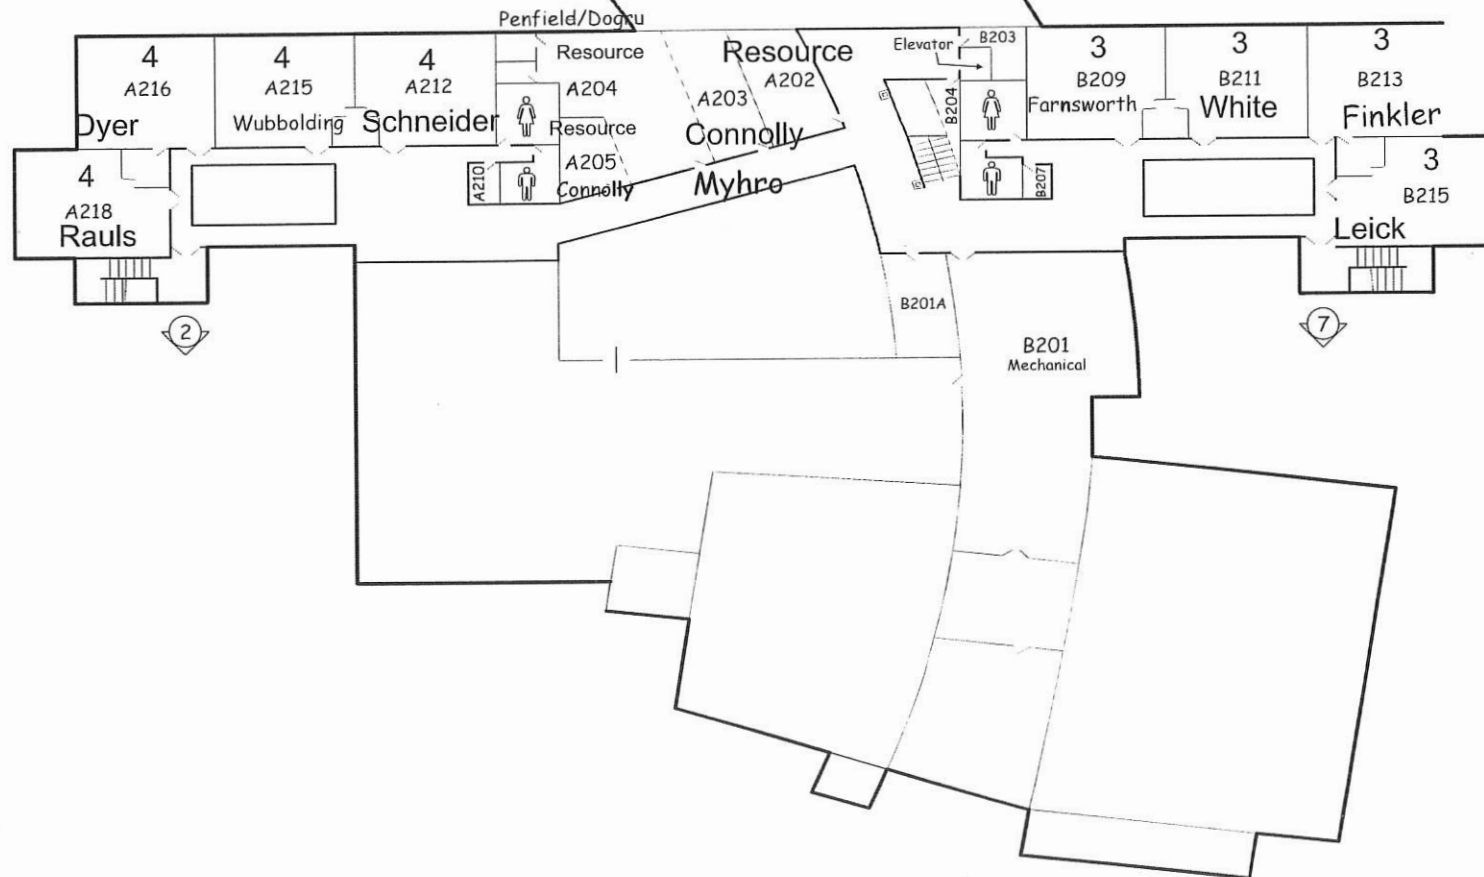 Penfield/Dogru
4
A216
Dyer
4
A215
Wubbolding
4
A212
Schneider
Resource
A204
Resource
A205
Connolly
A203
Resource
A202
Connolly
Myhro
Elevator
B203
B204
3
B209
Farnsworth
3
B211
White
3
B213
Finkler
4
A218
Rauls
A210
B207
3
B215
Leick
2
B201A
B201
Mechanical
7